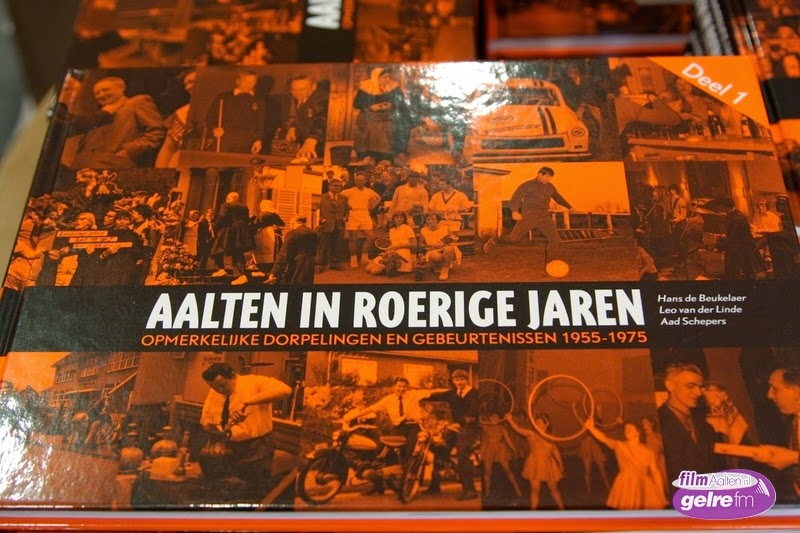 Deel 1
AALTEN IN ROERIGE JAREN
OPMERKELIJKE DORPELINGEN EN GEBEURTENISSEN 1955-1975
Hans de Beukelaer
Leo van der Linde
Aad Schepers
filmAalten.nl
gelre fm